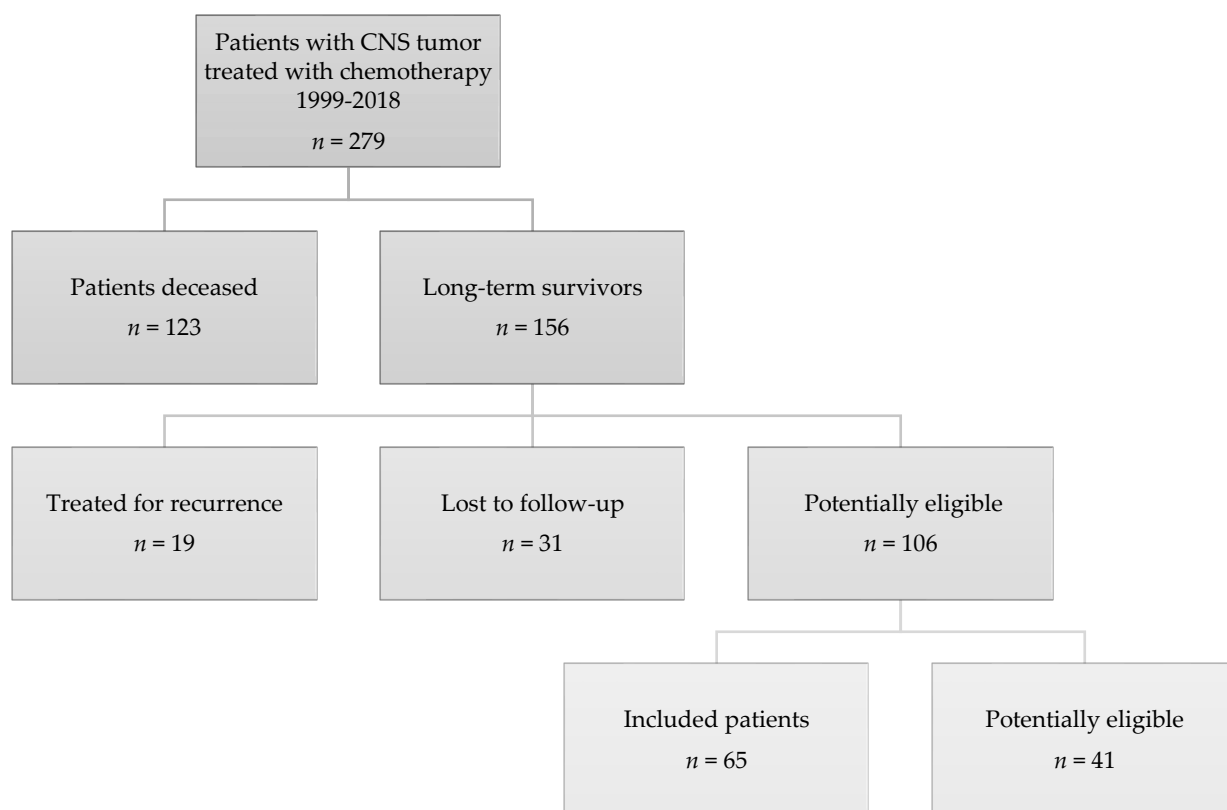 Patients with CNS tumor
treated with chemotherapy
1999-2018
n = 279
Patients deceased
n = 123
Long-term survivors
n = 156
Treated for recurrence
n = 19
Lost to follow-up
n = 31
Potentially eligible
n = 106
Included patients
n = 65
Potentially eligible
n = 41